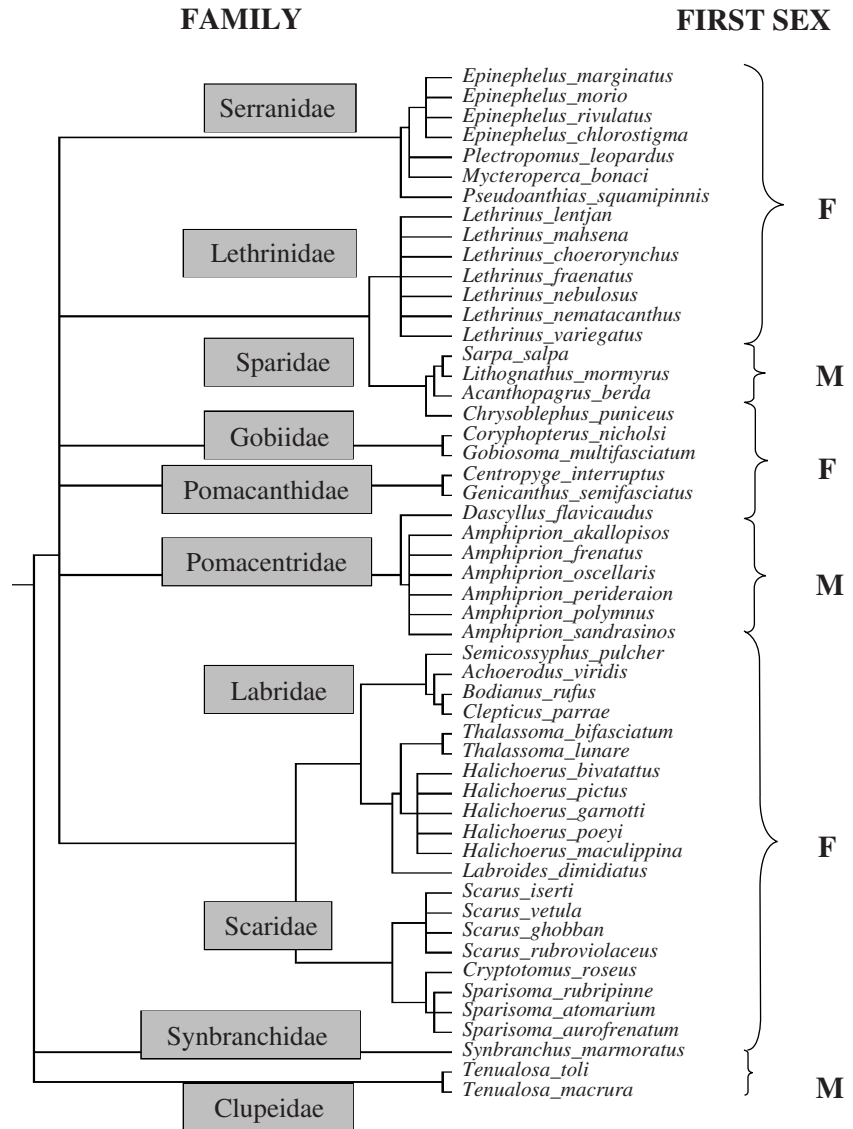 FAMILY FIRST SEX
Epinephelus_marginatus
Epinephelus_morio
Serranidae
Epinephelus_rivulatus
Epinephelus_chlorostigma
Plectropomus_leopardus
Mycteroperca_bonaci
Pseudoanthias_squamipinnis
F
Lethrinus_lentjan
Lethrinus_mahsena
Lethrinidae
Lethrinus_choerorynchus
Lethrinus_fraenatus
Lethrinus_nebulosus
Lethrinus_nematacanthus
Lethrinus_variegatus
Sparidae
Sarpa_salpa
Lithognathus_mormyrus
M
Acanthopagrus_berda
Chrysoblephus_puniceus
Gobiidae
Coryphopterus_nicholsi
Gobiosoma_multifasciatum
F
Centropyge_interruptus
Pomacanthidae
Genicanthus_semifasciatus
Dascyllus_flavicaudus
Amphiprion_akallopisos
Pomacentridae
Amphiprion_frenatus
Amphiprion_oscellaris
M
Amphiprion_perideraion
Amphiprion_polymnus
Amphiprion_sandrasinos
Semicossyphus_pulcher
Achoerodus_viridis
Labridae
Bodianus_rufus
Clepticus_parrae
Thalassoma_bifasciatum
Thalassoma_lunare
Halichoerus_bivatattus
Halichoerus_pictus
Halichoerus_garnotti
Halichoerus_poeyi
F
Halichoerus_maculippina
Labroides_dimidiatus
Scarus_iserti
Scarus_vetula
Scaridae
Scarus_ghobban
Scarus_rubroviolaceus
Cryptotomus_roseus
Sparisoma_rubripinne
Sparisoma_atomarium
Sparisoma_aurofrenatum
Synbranchidae
Synbranchus_marmoratus
Tenualosa_toli
Tenualosa_macrura
M
Clupeidae